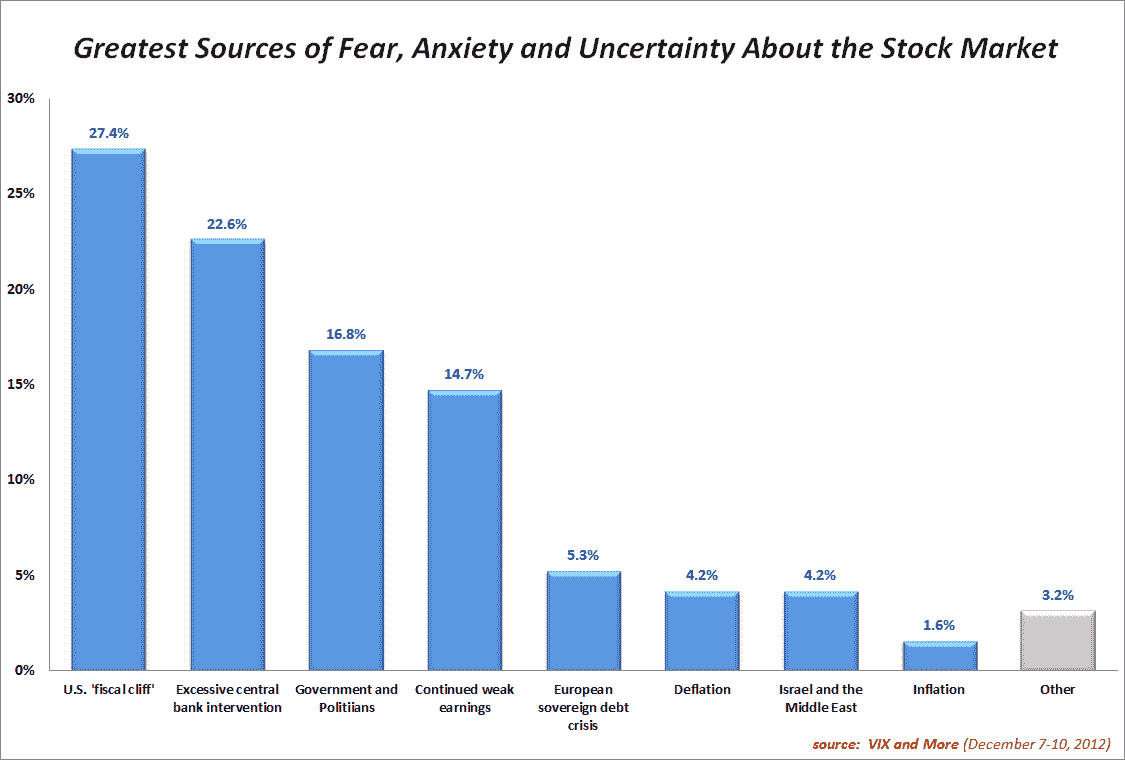 Greatest Sources of Fear, Anxiety and Uncertainty About the Stock Market
30%
25%
20%
15%
10%
5%
0%
27.4%
22.6%
16.8%
14.7%
5.3%
4.2%
4.2%
1.6%
3.2%
U.S. 'fiscal cliff'
Excessive central
bank intervention
Government and
Politiians
Continued weak
earnings
European
sovereign debt
crisis
Deflation
Israel and the
Middle East
Inflation
Other
source: VIX and More (December 7-10, 2012)